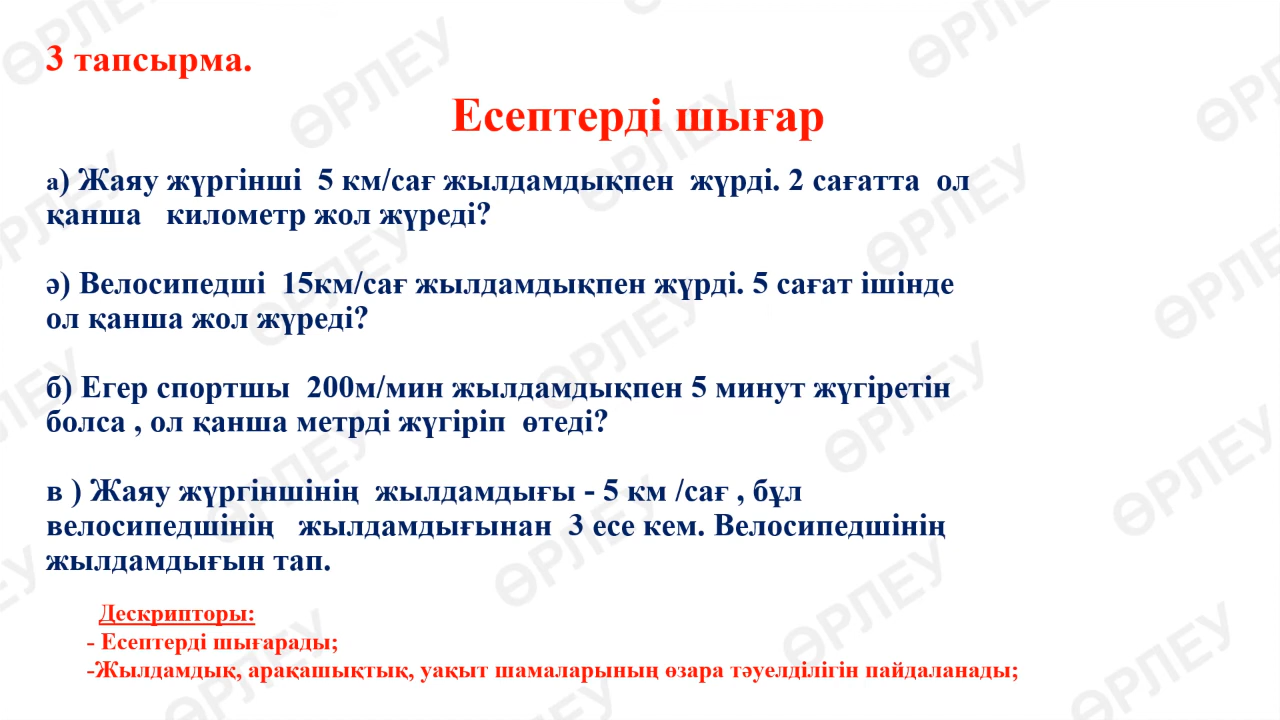 3 тапсырма.
Есептерді шығар
а) Жаяу жүргінші 5 км/сағ жылдамдықпен жүрді. 2 сағатта ол
қанша километр жол жүреді?
ә) Велосипедші 15км/сағ жылдамдықпен жүрді. 5 сағат ішінде
ол қанша жол жүреді?
б) Егер спортшы 200м/мин жылдамдықпен 5 минут жүгіретін
болса , ол қанша метрді жүгіріп өтеді?
в ) Жаяу жүргіншінің жылдамдығы - 5 км /сағ , бұл
велосипедшінің жылдамдығынан 3 есе кем. Велосипедшінің
жылдамдығын тап.
Дескрипторы:
- Есептерді шығарады;
-Жылдамдық, арақашықтық, уақыт шамаларының өзара тәуелділігін пайдаланады;
ӨРЛЕУ